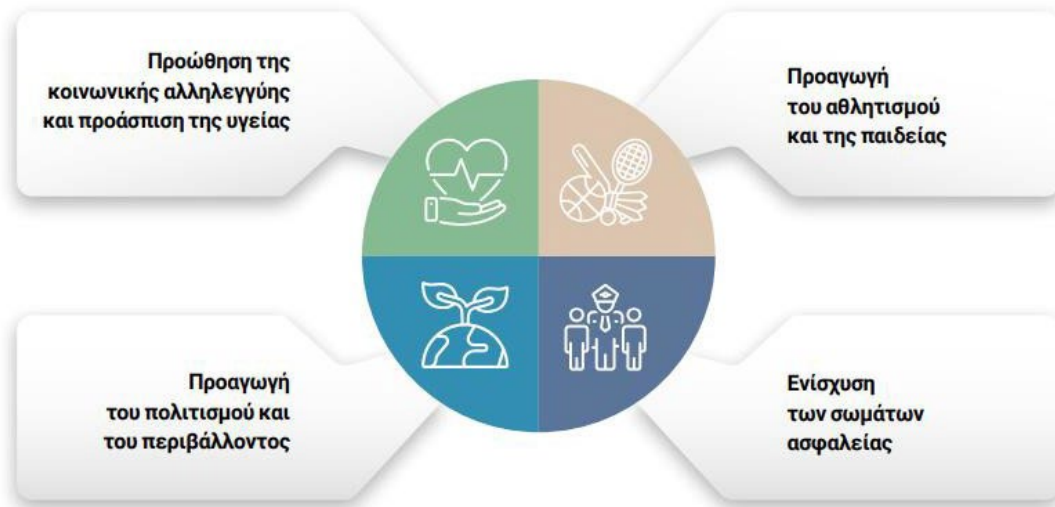 Προώθηση της
κοινωνικής αλληλεγγύης
και προάσπιση της υγείας
Προαγωγή
του αθλητισμού
και της παιδείας
Προαγωγή
του πολιτισμού και
του περιβάλλοντος
Ενίσχυση
των σωμάτων
ασφαλείας